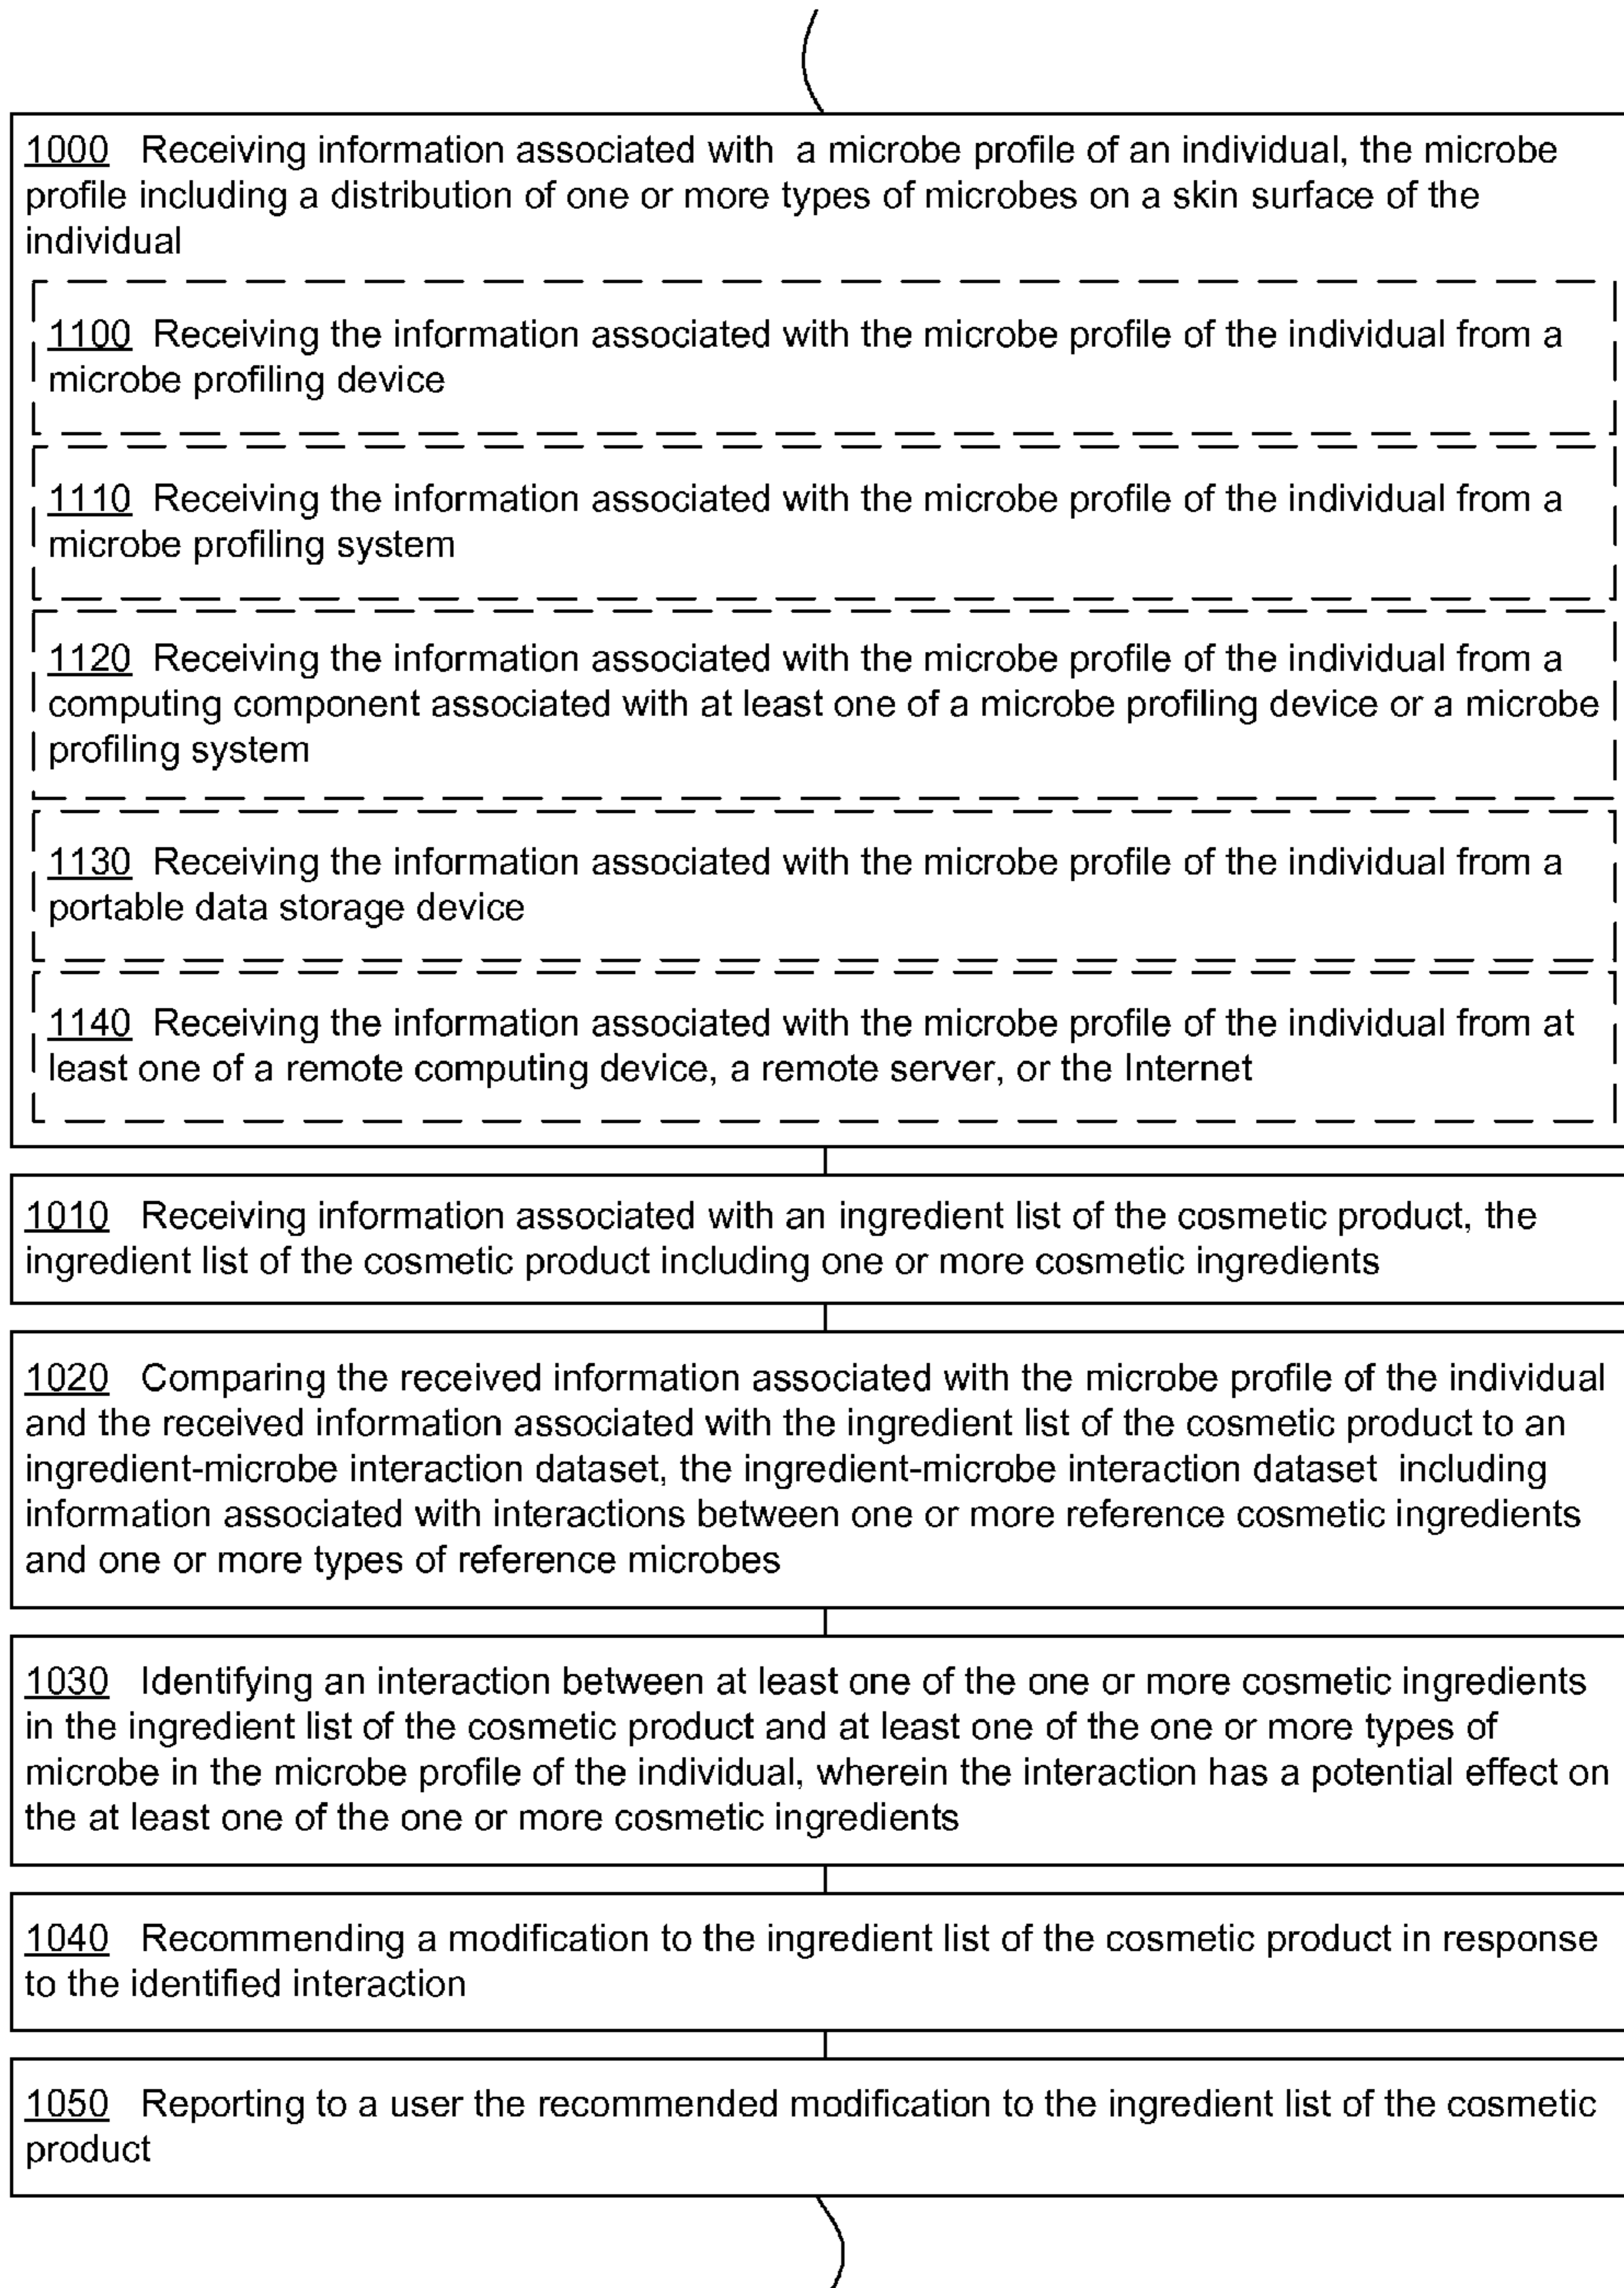 1000 Receiving information associated with a microbe profile of an individual, the microbe
profile including a distribution of one or more types of microbes on a skin surface of the
individual
1100 Receiving the information associated with the microbe profile of the individual from a
microbe profiling device
1110 Receiving the information associated with the microbe profile of the individual from a
microbe profiling system
1120 Receiving the information associated with the microbe profile of the individual from a
computing component associated with at least one of a microbe profiling device or a microbe
profiling system
1130 Receiving the information associated with the microbe profile of the individual from a
portable data storage device
1140 Receiving the information associated with the microbe profile of the individual from at
least one of a remote computing device, a remote server, or the Internet
1010 Receiving information associated with an ingredient list of the cosmetic product, the
ingredient list of the cosmetic product including one or more cosmetic ingredients
1020 Comparing the received information associated with the microbe profile of the individual
and the received information associated with the ingredient list of the cosmetic product to an
ingredient-microbe interaction dataset, the ingredient-microbe interaction dataset including
information associated with interactions between one or more reference cosmetic ingredients
and one or more types of reference microbes
1030 Identifying an interaction between at least one of the one or more cosmetic ingredients
in the ingredient list of the cosmetic product and at least one of the one or more types of
microbe in the microbe profile of the individual, wherein the interaction has a potential effect on
the at least one of the one or more cosmetic ingredients
1040 Recommending a modification to the ingredient list of the cosmetic product in response
to the identified interaction
1050 Reporting to a user the recommended modification to the ingredient list of the cosmetic
product